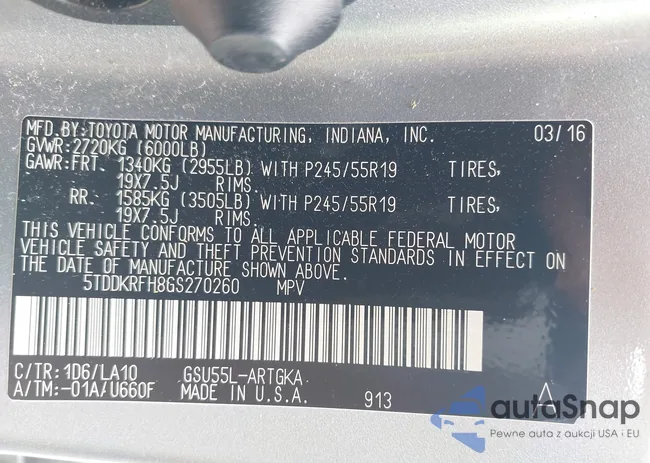 MFD.BY:TOYOTA MOTOR MANUFACTURING, INDIANA, INC. 03/16
GVWR:2720KG (6000LB)
GAWR:FRT. 1340KG (2955LB) WITH P245/55R19 TIRES,
19X7.5J RIMS.
RR. 1585KG (3505LB) WITH P245/55R19 TIRES,
19X7.5J RIMS.
THIS VEHICLE CONFORMS TO ALL APPLICABLE FEDERAL MOTOR
VEHICLE SAFETY AND THEFT PREVENTION STANDARDS IN EFFECT ON
THE DATE OF MANUFACTURE SHOWN ABOVE.
5TDDKRFH8GS270260 MPV
C/TR:1D6/LA10 GSU55L-ARTGKA
A/TM:-01A/U660F MADE IN U.S.A. 913
autoSnap
Pewne auta z aukcji USA i EU